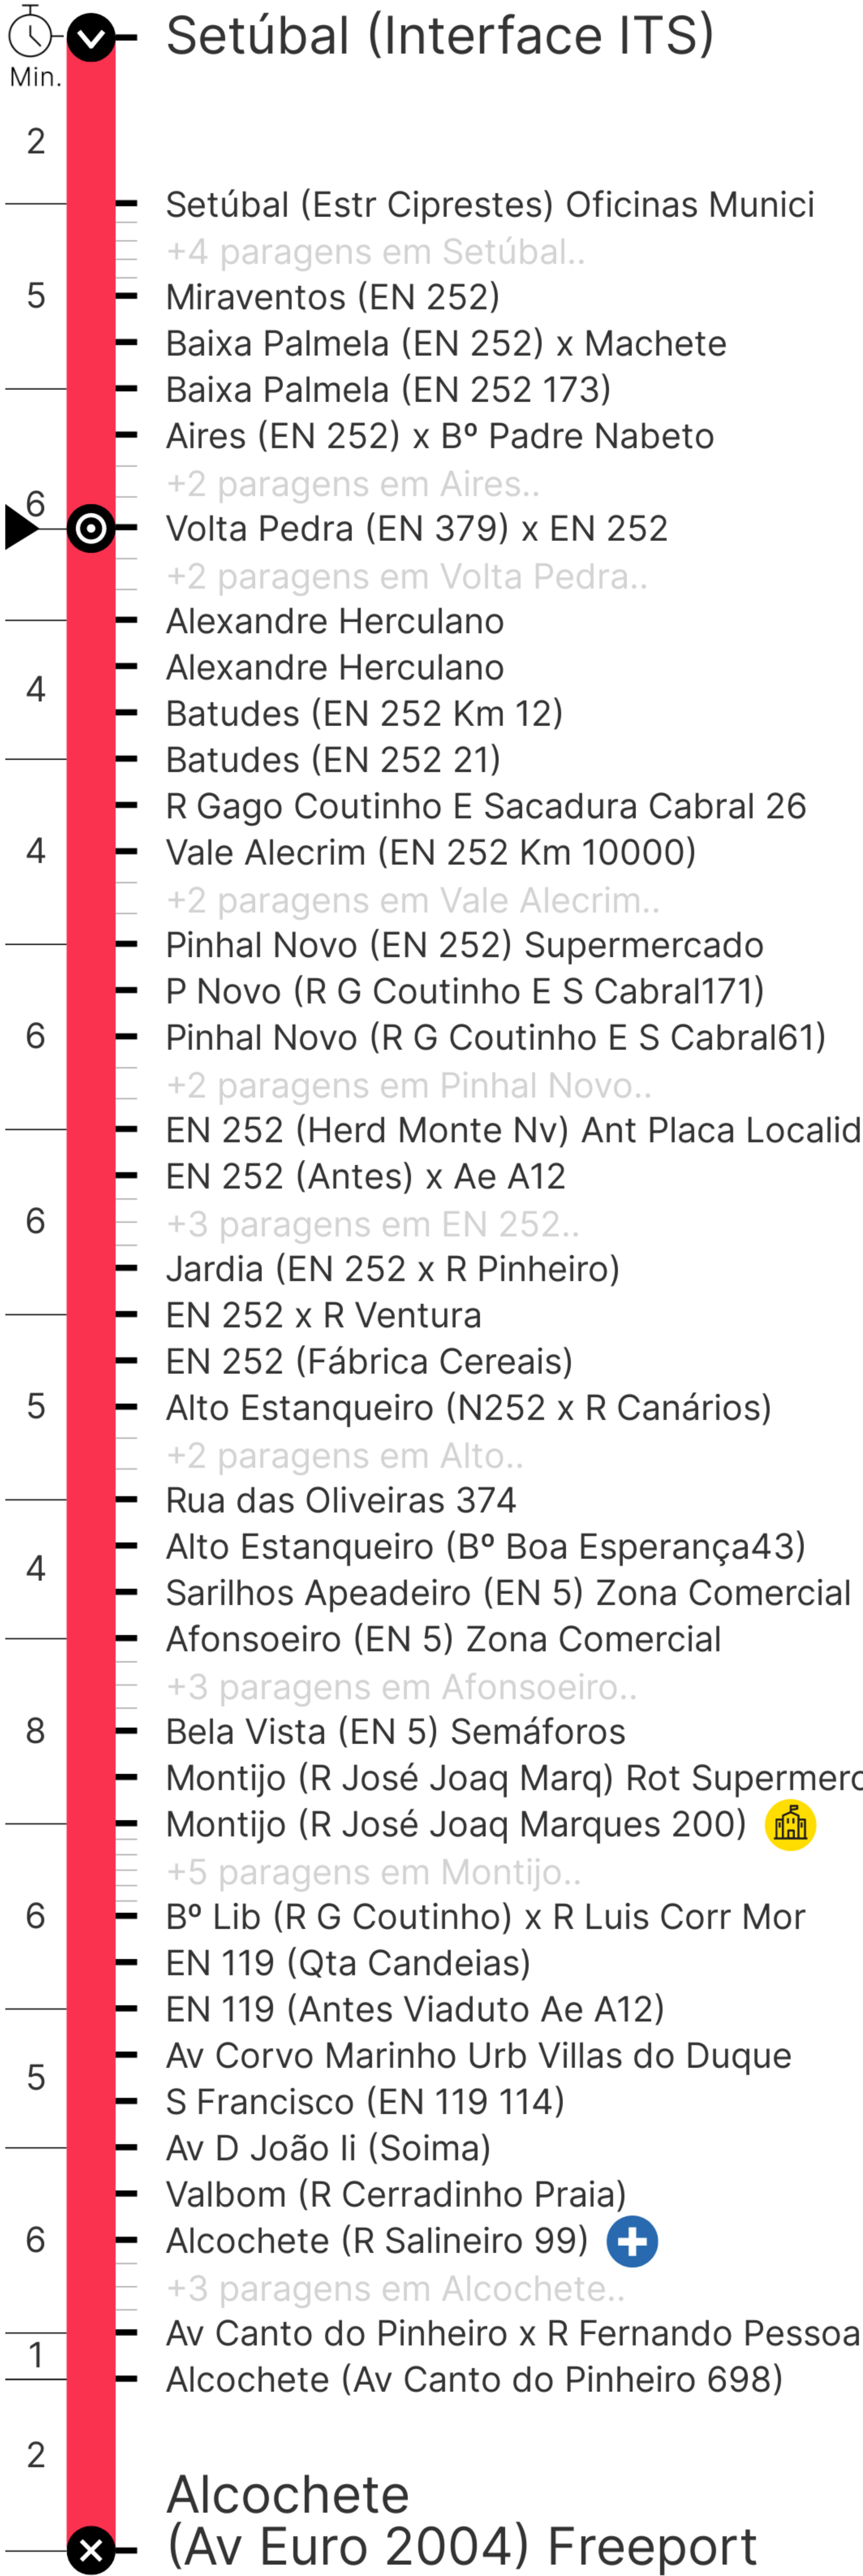 Setúbal (Interface ITS)
Min.
2
Setúbal (Estr Ciprestes) Oficinas Munici
+4 paragens em Setúbal..
5
Miraventos (EN 252)
Baixa Palmela (EN 252) x Machete
Baixa Palmela (EN 252 173)
Aires (EN 252) x Bº Padre Nabeto
+2 paragens em Aires..
6
Volta Pedra (EN 379) x EN 252
+2 paragens em Volta Pedra..
Alexandre Herculano
Alexandre Herculano
4
Batudes (EN 252 Km 12)
Batudes (EN 252 21)
R Gago Coutinho E Sacadura Cabral 26
4
Vale Alecrim (EN 252 Km 10000)
+2 paragens em Vale Alecrim..
Pinhal Novo (EN 252) Supermercado
P Novo (R G Coutinho E S Cabral171)
6
Pinhal Novo (R G Coutinho E S Cabral61)
+2 paragens em Pinhal Novo..
EN 252 (Herd Monte Nv) Ant Placa Localid
EN 252 (Antes) x Ae A12
6
+3 paragens em EN 252..
Jardia (EN 252 x R Pinheiro)
EN 252 x R Ventura
EN 252 (Fábrica Cereais)
5
Alto Estanqueiro (N252 x R Canários)
+2 paragens em Alto..
Rua das Oliveiras 374
Alto Estanqueiro (Bº Boa Esperança43)
4
Sarilhos Apeadeiro (EN 5) Zona Comercial
Afonsoeiro (EN 5) Zona Comercial
+3 paragens em Afonsoeiro..
8
Bela Vista (EN 5) Semáforos
Montijo (R José Joaq Marq) Rot Supermerc
Montijo (R José Joaq Marques 200)
+5 paragens em Montijo..
6
Bº Lib (R G Coutinho) x R Luis Corr Mor
EN 119 (Qta Candeias)
EN 119 (Antes Viaduto Ae A12)
Av Corvo Marinho Urb Villas do Duque
5
S Francisco (EN 119 114)
Av D João Ii (Soima)
Valbom (R Cerradinho Praia)
6
Alcochete (R Salineiro 99)
+3 paragens em Alcochete..
Av Canto do Pinheiro x R Fernando Pessoa
1
Alcochete (Av Canto do Pinheiro 698)
2
Alcochete
(Av Euro 2004) Freeport